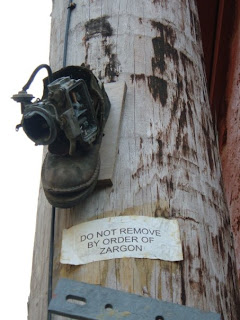 DO NOT REMOVE
BY ORDER OF
ZARGON